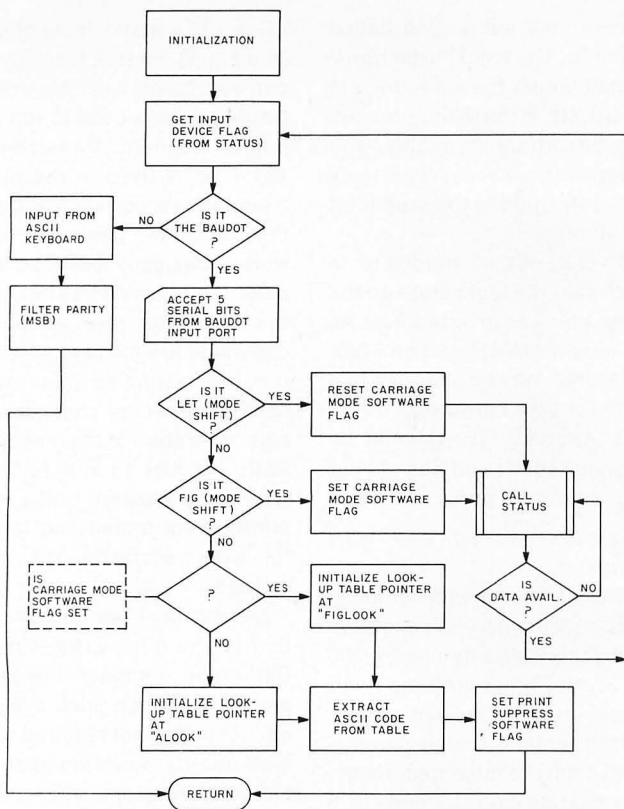 INITIALIZATION
GET INPUT
DEVICE FLAG
(FROM STATUS)
IS IT
THE BAUDOT
?
NO
YES
INPUT FROM
ASCII
KEYBOARD
FILTER PARITY
(MSB)
ACCEPT 5
SERIAL BITS
FROM BAUDOT
INPUT PORT
IS IT
LET (MODE
SHIFT)
?
YES
NO
RESET CARRIAGE
MODE SOFTWARE
FLAG
IS IT
FIG (MODE
SHIFT)
?
YES
NO
SET CARRIAGE
MODE SOFTWARE
FLAG
CALL
STATUS
IS
DATA AVAIL.
?
NO
YES
IS
CARRIAGE MODE
SOFTWARE
FLAG SET
?
YES
NO
INITIALIZE LOOK-
UP TABLE POINTER
AT
"FIGLOOK"
INITIALIZE LOOK-
UP TABLE POINTER
AT
"ALOOK"
EXTRACT
ASCII CODE
FROM TABLE
SET PRINT
SUPPRESS
SOFTWARE
FLAG
RETURN